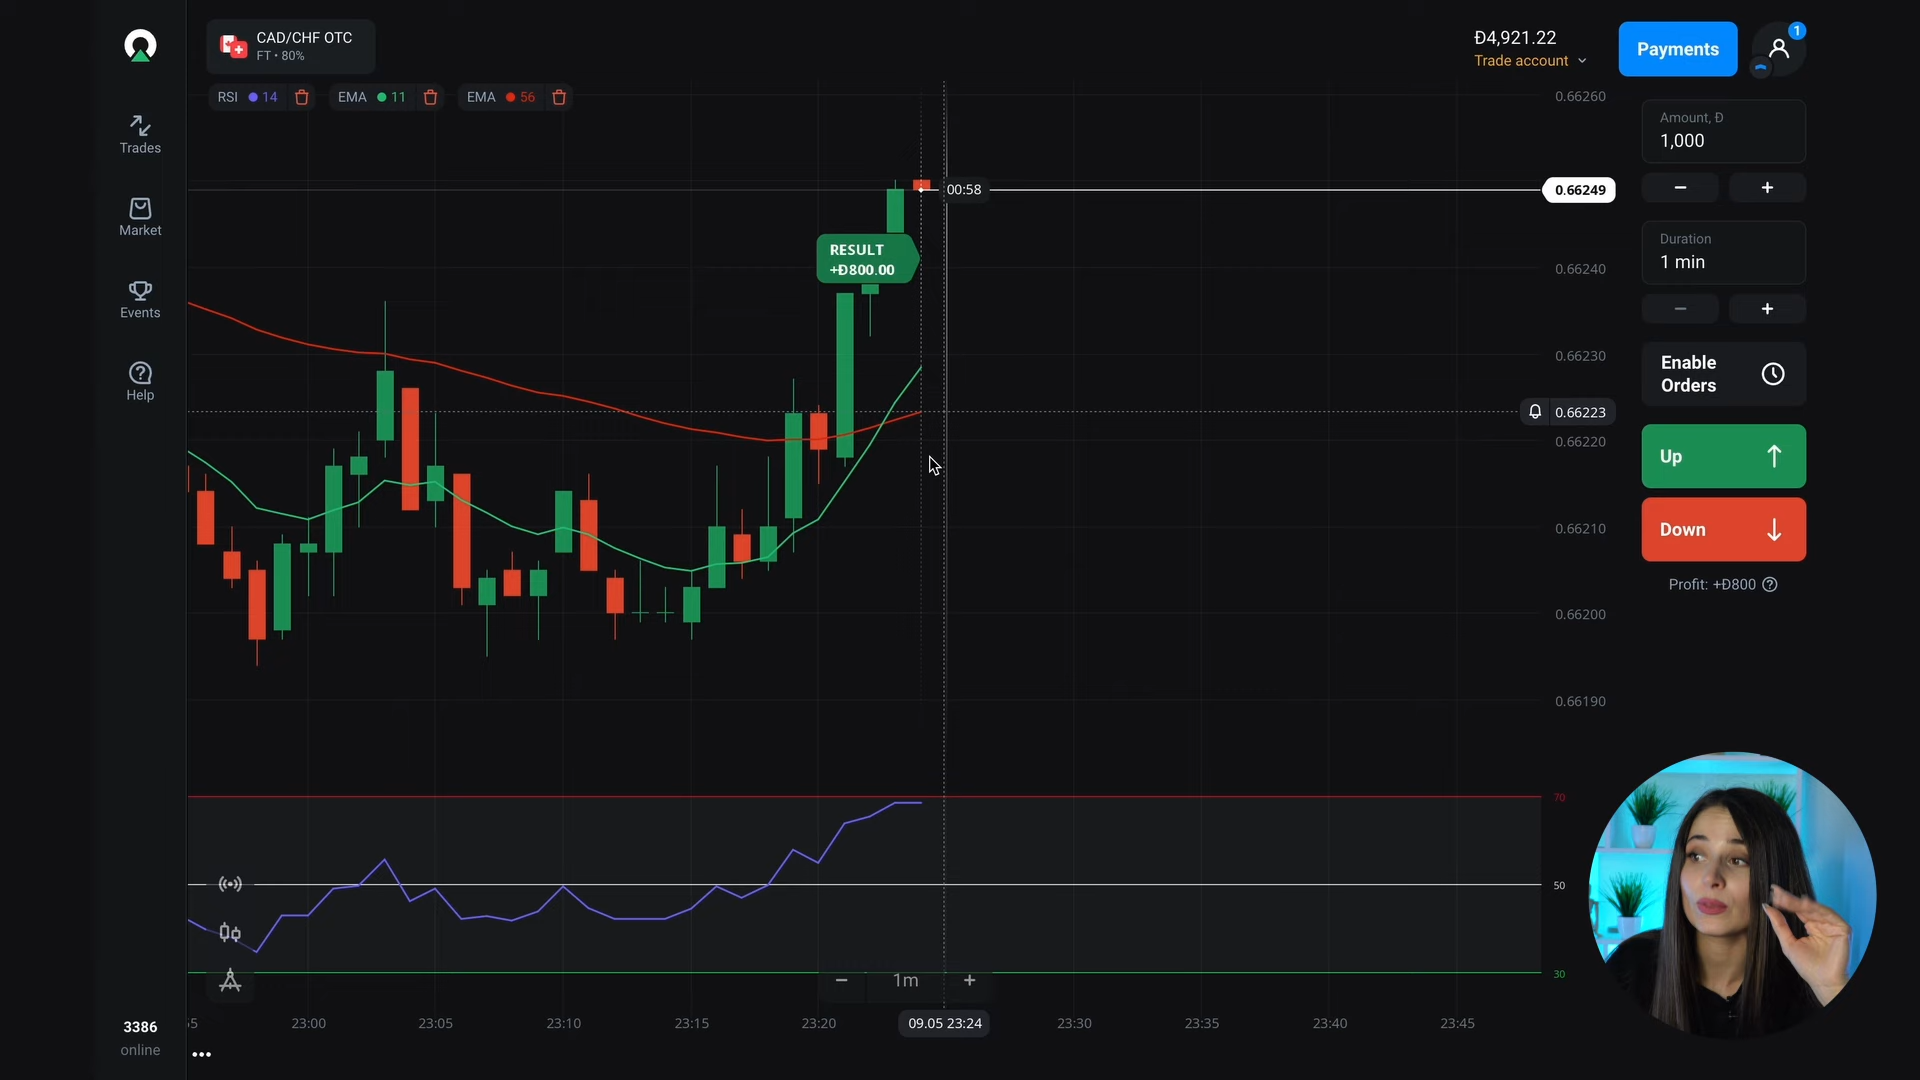 CAD/CHF OTC
FT • 80%
Đ4,921.22
Trade account
Payments
1
RSI 14
EMA 11
EMA 56
Trades
Market
Events
Help
3386
online
0.66260
00:58
0.66249
RESULT
+Đ800.00
0.66240
0.66230
0.66223
0.66220
0.66210
0.66200
0.66190
70
50
30
1m
55
23:00
23:05
23:10
23:15
23:20
09.05 23:24
23:30
23:35
23:40
23:45
Amount, Đ
1,000
Duration
1 min
Enable
Orders
Up
Down
Profit: +Đ800